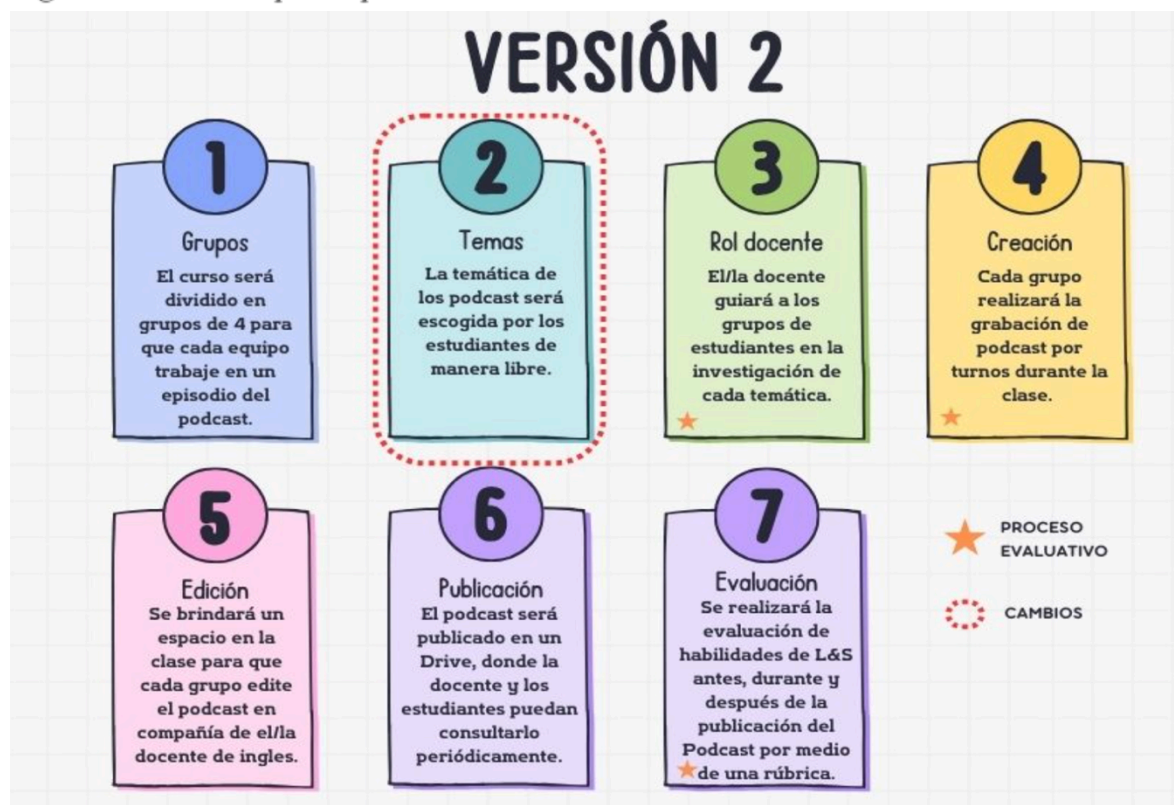 VERSIÓN 2
1
Grupos
El curso será
dividido en
grupos de 4 para
que cada equipo
trabaje en un
episodio del
podcast.
2
Temas
La temática de
los podcast será
escogida por los
estudiantes de
manera libre.
3
Rol docente
El/la docente
guiará a los
grupos de
estudiantes en la
investigación de
cada temática.
4
Creación
Cada grupo
realizará la
grabación de
podcast por
turnos durante la
clase.
5
Edición
Se brindará un
espacio en la
clase para que
cada grupo edite
el podcast en
compañía de el/la
docente de ingles.
6
Publicación
El podcast será
publicado en un
Drive, donde la
docente y los
estudiantes puedan
consultarlo
periódicamente.
7
Evaluación
Se realizará la
evaluación de
habilidades de L&S
antes, durante y
después de la
publicación del
Podcast por medio
de una rúbrica.
PROCESO
EVALUATIVO
CAMBIOS